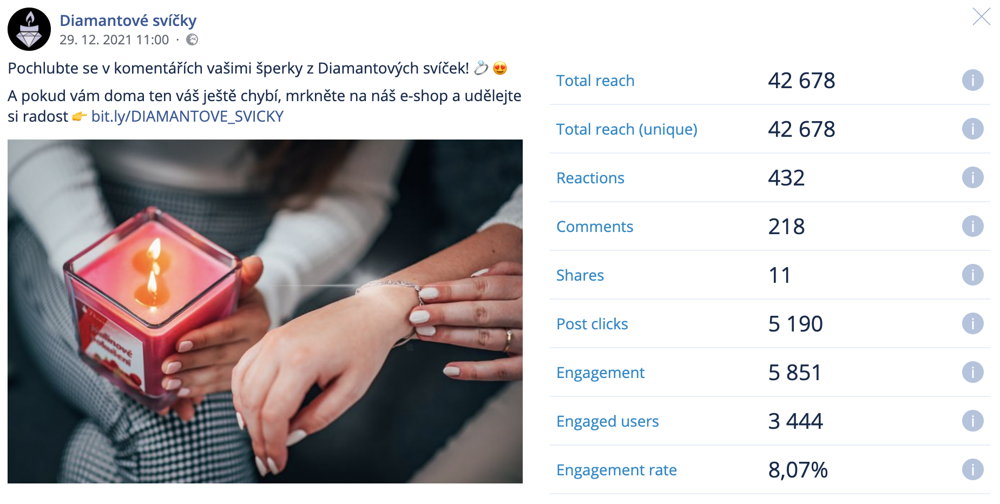 Diamantové svíčky
29. 12. 2021 11:00 ·
Pochlubte se v komentářích vašimi šperky z Diamantových svíček! 💍 😍
A pokud vám doma ten váš ještě chybí, mrkněte na náš e-shop a udělejte
si radost 👉 bit.ly/DIAMANTOVE_SVICKY
Malinové
pokušení
Total reach 42 678
Total reach (unique) 42 678
Reactions 432
Comments 218
Shares 11
Post clicks 5 190
Engagement 5 851
Engaged users 3 444
Engagement rate 8,07%